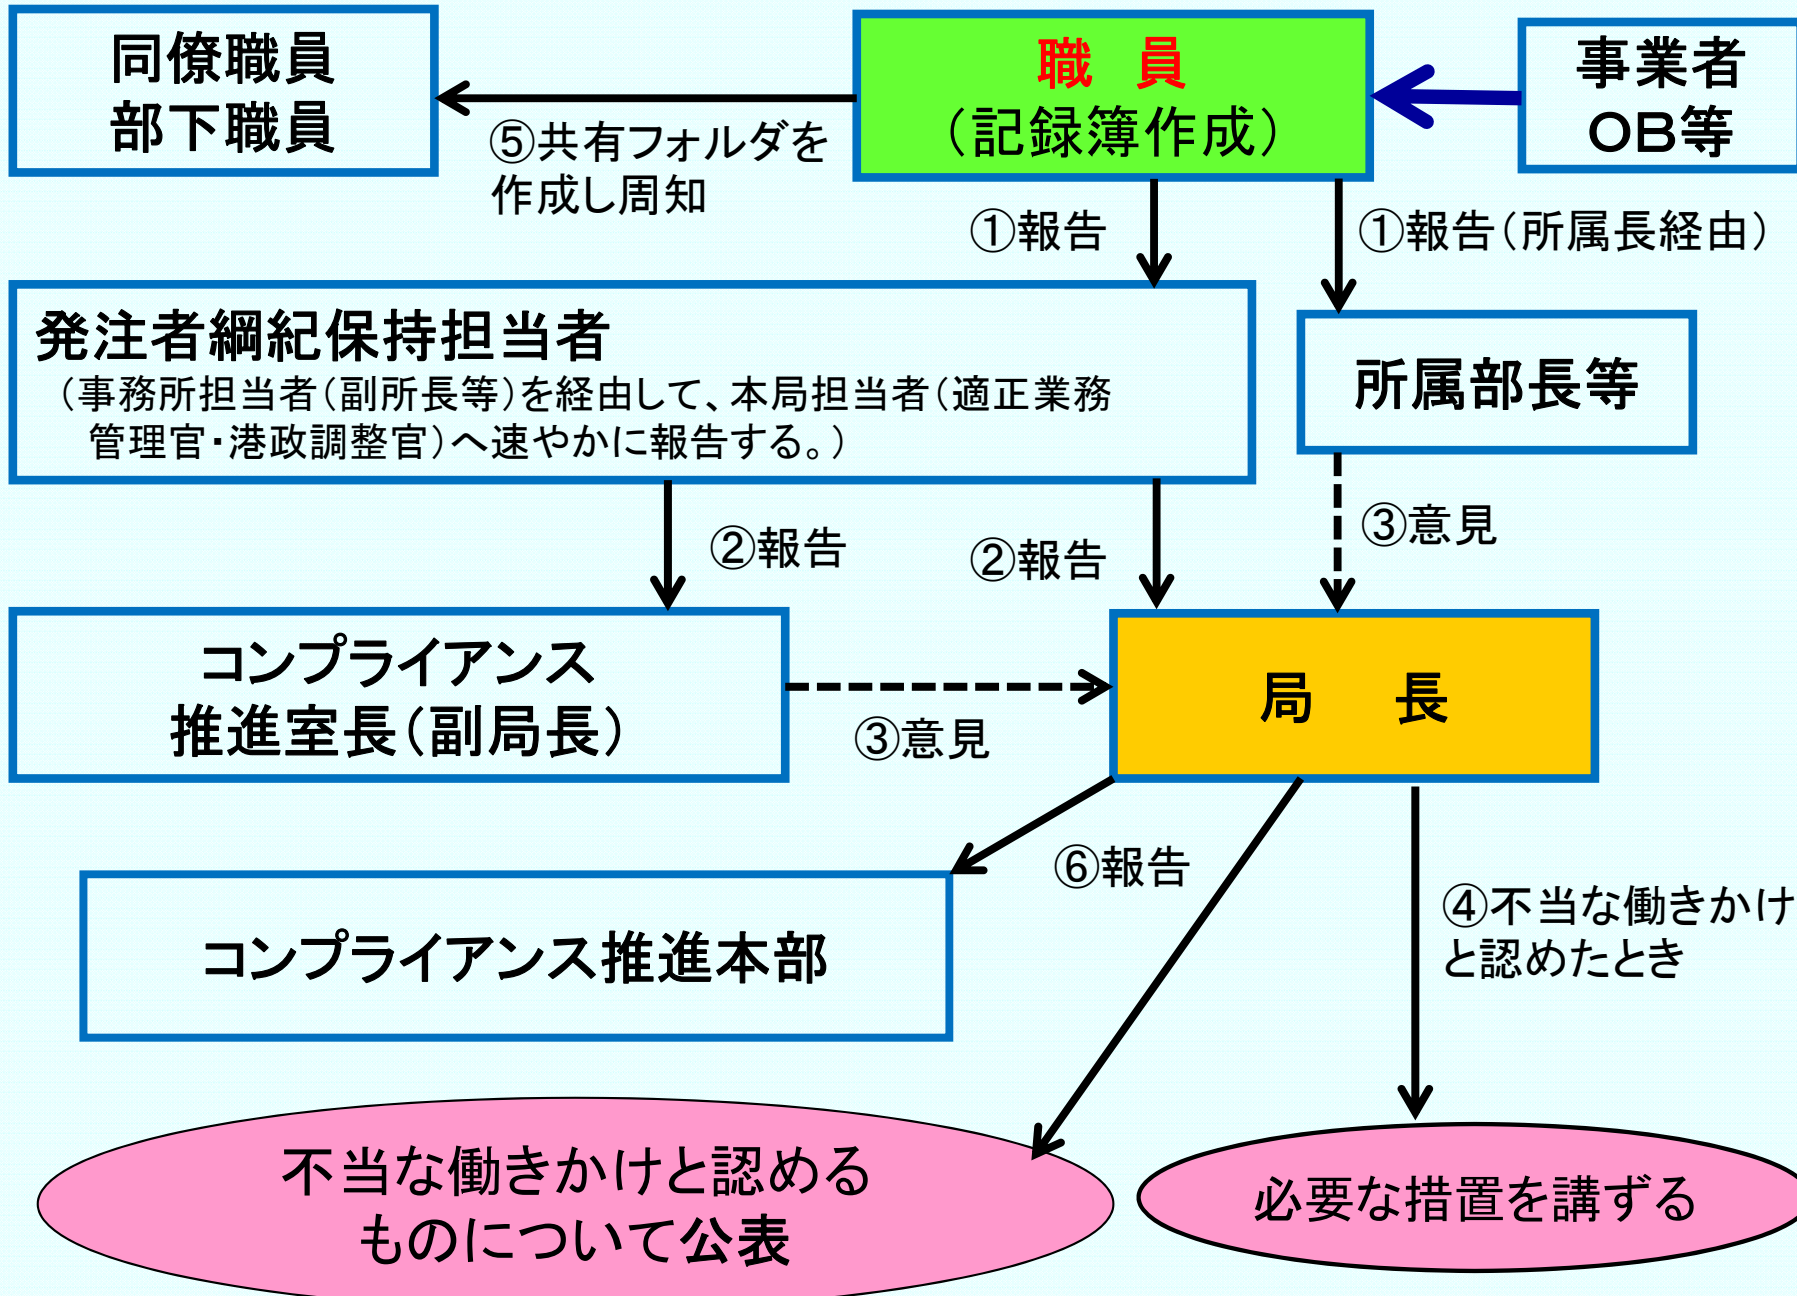 同僚職員
部下職員
職　員
（記録簿作成）
事業者
ＯＢ等
⑤共有フォルダを
作成し周知
①報告
①報告（所属長経由）
発注者綱紀保持担当者
（事務所担当者（副所長等）を経由して、本局担当者（適正業務
管理官・港政調整官）へ速やかに報告する。）
所属部長等
②報告
②報告
③意見
コンプライアンス
推進室長（副局長）
③意見
局　長
⑥報告
④不当な働きかけ
と認めたとき
コンプライアンス推進本部
不当な働きかけと認める
ものについて公表
必要な措置を講ずる